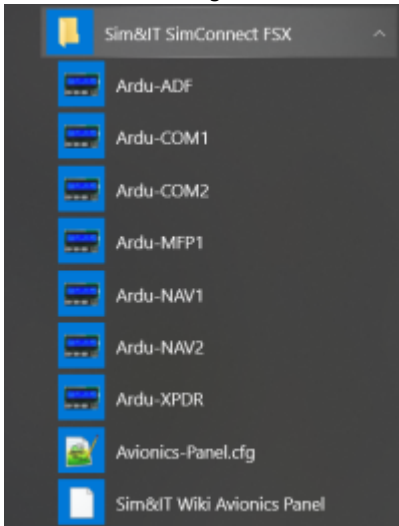 Sim&IT SimConnect FSX
Ardu-ADF
Ardu-COM1
Ardu-COM2
Ardu-MFP1
Ardu-NAV1
Ardu-NAV2
Ardu-XPDR
Avionics-Panel.cfg
Sim&IT Wiki Avionics Panel